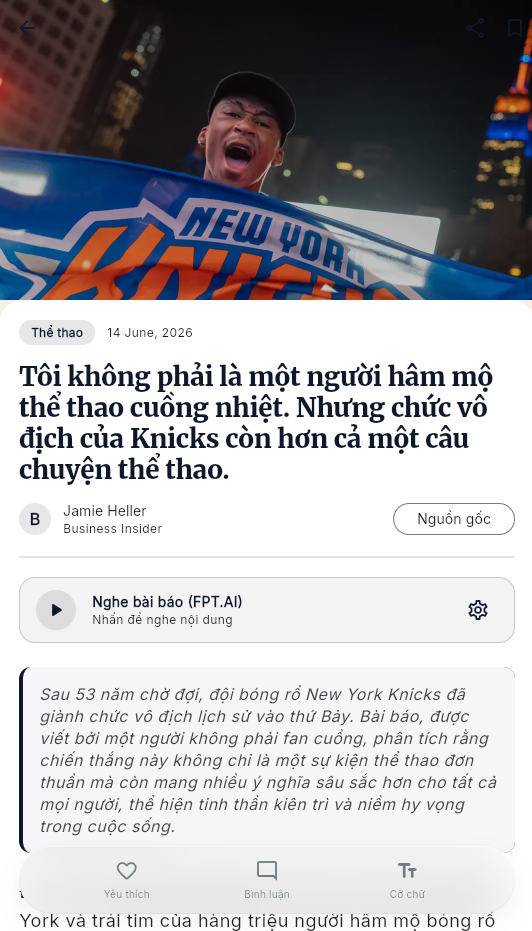 NEW YORK
KNICKS
Thể thao
14 June, 2026
Tôi không phải là một người hâm mộ
thể thao cuồng nhiệt. Nhưng chức vô
địch của Knicks còn hơn cả một câu
chuyện thể thao.
B
Jamie Heller
Business Insider
Nguồn gốc
Nghe bài báo (FPT.AI)
Nhấn để nghe nội dung
Sau 53 năm chờ đợi, đội bóng rổ New York Knicks đã
giành chức vô địch lịch sử vào thứ Bảy. Bài báo, được
viết bởi một người không phải fan cuồng, phân tích rằng
chiến thắng này không chỉ là một sự kiện thể thao đơn
thuần mà còn mang nhiều ý nghĩa sâu sắc hơn cho tất cả
mọi người, thể hiện tinh thần kiên trì và niềm hy vọng
trong cuộc sống.
Yêu thích
Bình luận
Cỡ chữ
York và trái tim của hàng triệu người hâm mộ bóng rổ